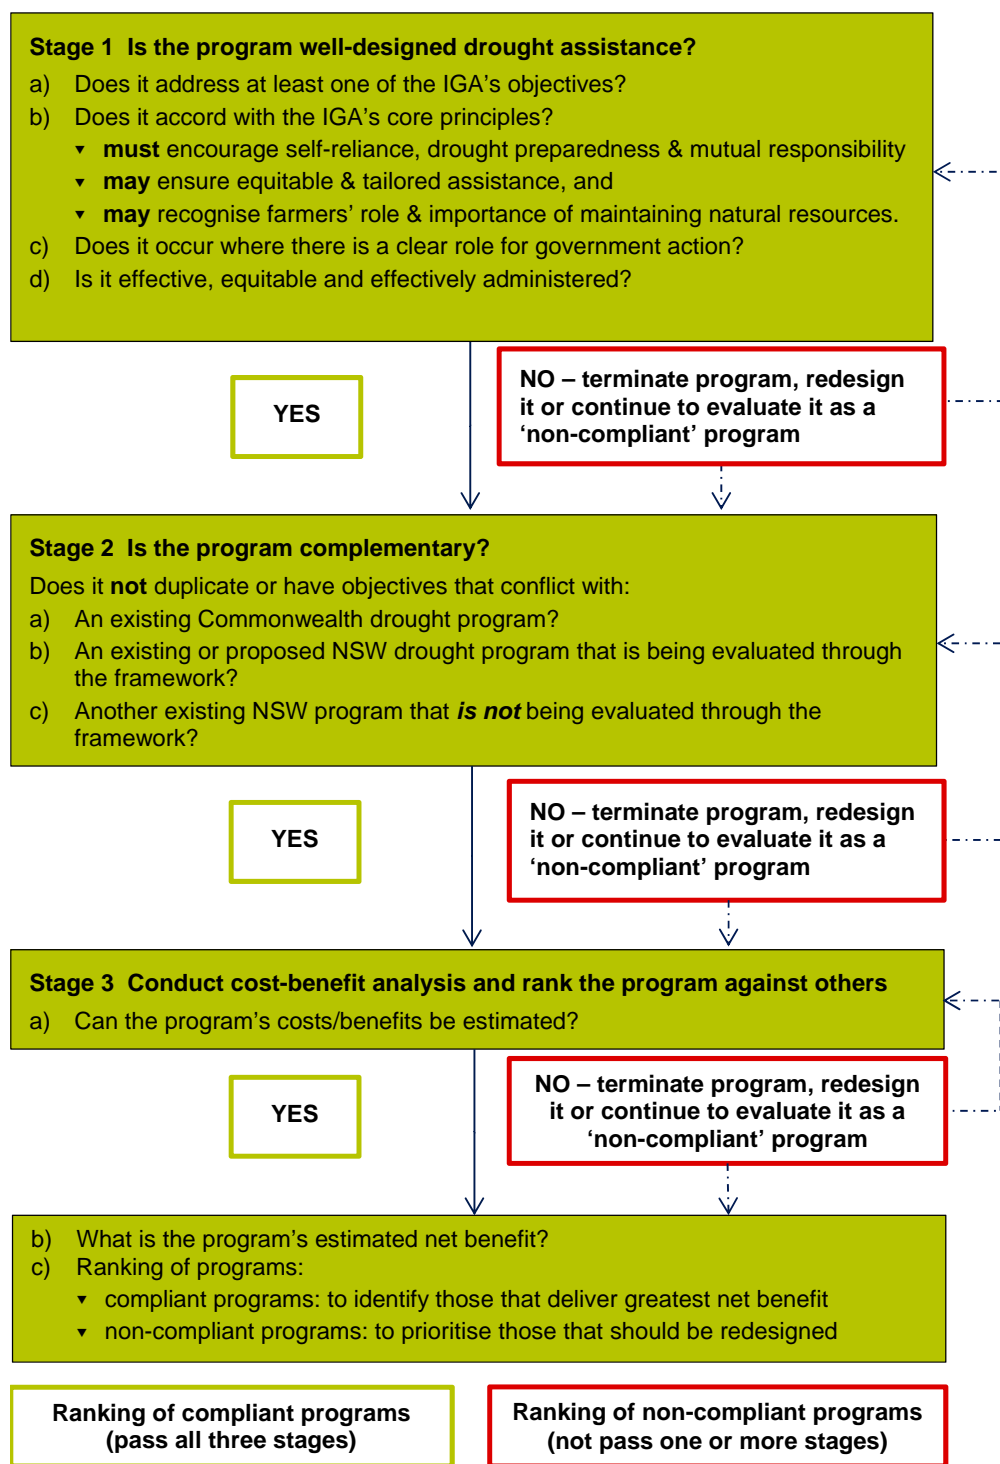 Stage 1 Is the program well-designed drought assistance?
a) Does it address at least one of the IGA's objectives?
b) Does it accord with the IGA's core principles?
▾ must encourage self-reliance, drought preparedness & mutual responsibility
▾ may ensure equitable & tailored assistance, and
▾ may recognise farmers' role & importance of maintaining natural resources.
c) Does it occur where there is a clear role for government action?
d) Is it effective, equitable and effectively administered?
YES
NO – terminate program, redesign
it or continue to evaluate it as a
'non-compliant' program
Stage 2 Is the program complementary?
Does it not duplicate or have objectives that conflict with:
a) An existing Commonwealth drought program?
b) An existing or proposed NSW drought program that is being evaluated through
the framework?
c) Another existing NSW program that is not being evaluated through the
framework?
YES
NO – terminate program, redesign
it or continue to evaluate it as a
'non-compliant' program
Stage 3 Conduct cost-benefit analysis and rank the program against others
a) Can the program's costs/benefits be estimated?
YES
NO – terminate program, redesign
it or continue to evaluate it as a
'non-compliant' program
b) What is the program's estimated net benefit?
c) Ranking of programs:
▾ compliant programs: to identify those that deliver greatest net benefit
▾ non-compliant programs: to prioritise those that should be redesigned
Ranking of compliant programs
(pass all three stages)
Ranking of non-compliant programs
(not pass one or more stages)